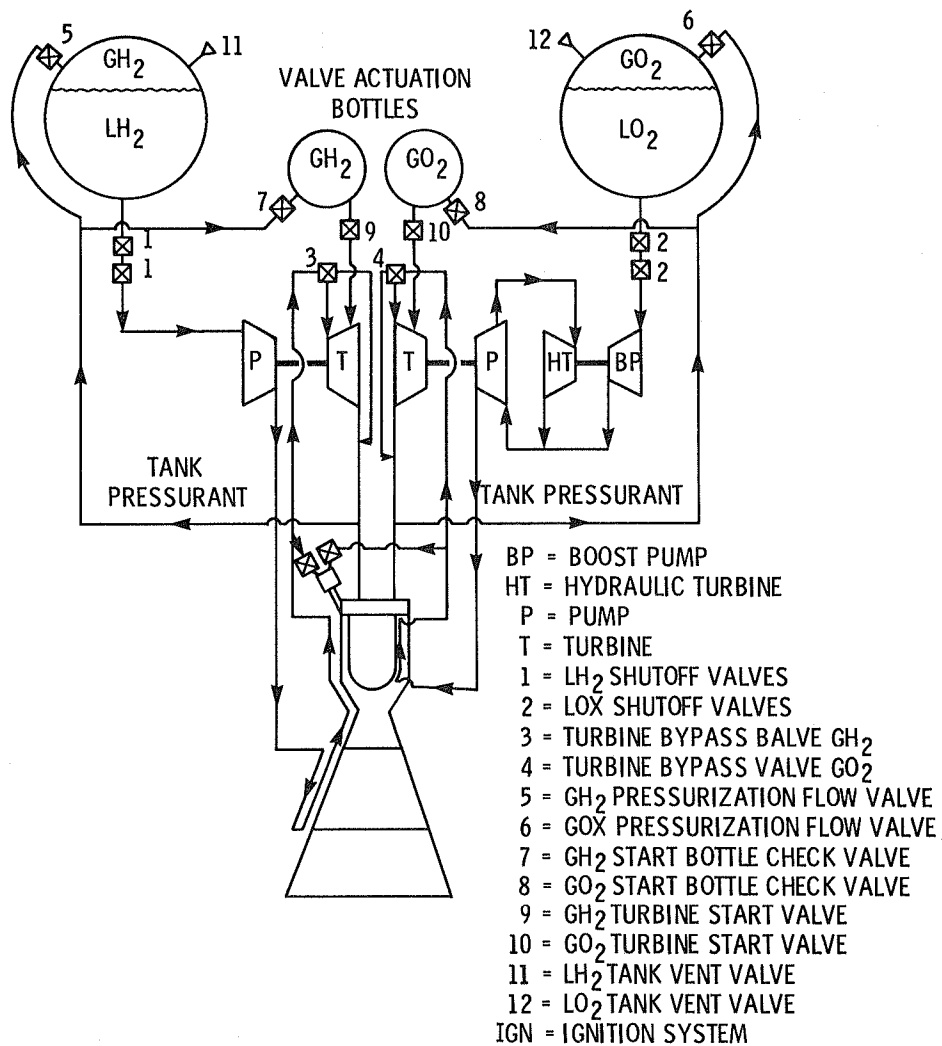 5
GH2
11
LH2
VALVE ACTUATION
BOTTLES
12
GO2
6
LO2
GH2
GO2
7
8
9
10
1
1
2
2
3
4
P
T
T
P
HT
BP
TANK
PRESSURANT
TANK PRESSURANT
BP = BOOST PUMP
HT = HYDRAULIC TURBINE
P = PUMP
T = TURBINE
1 = LH2 SHUTOFF VALVES
2 = LOX SHUTOFF VALVES
3 = TURBINE BYPASS BALVE GH2
4 = TURBINE BYPASS VALVE GO2
5 = GH2 PRESSURIZATION FLOW VALVE
6 = GOX PRESSURIZATION FLOW VALVE
7 = GH2 START BOTTLE CHECK VALVE
8 = GO2 START BOTTLE CHECK VALVE
9 = GH2 TURBINE START VALVE
10 = GO2 TURBINE START VALVE
11 = LH2 TANK VENT VALVE
12 = LO2 TANK VENT VALVE
IGN = IGNITION SYSTEM